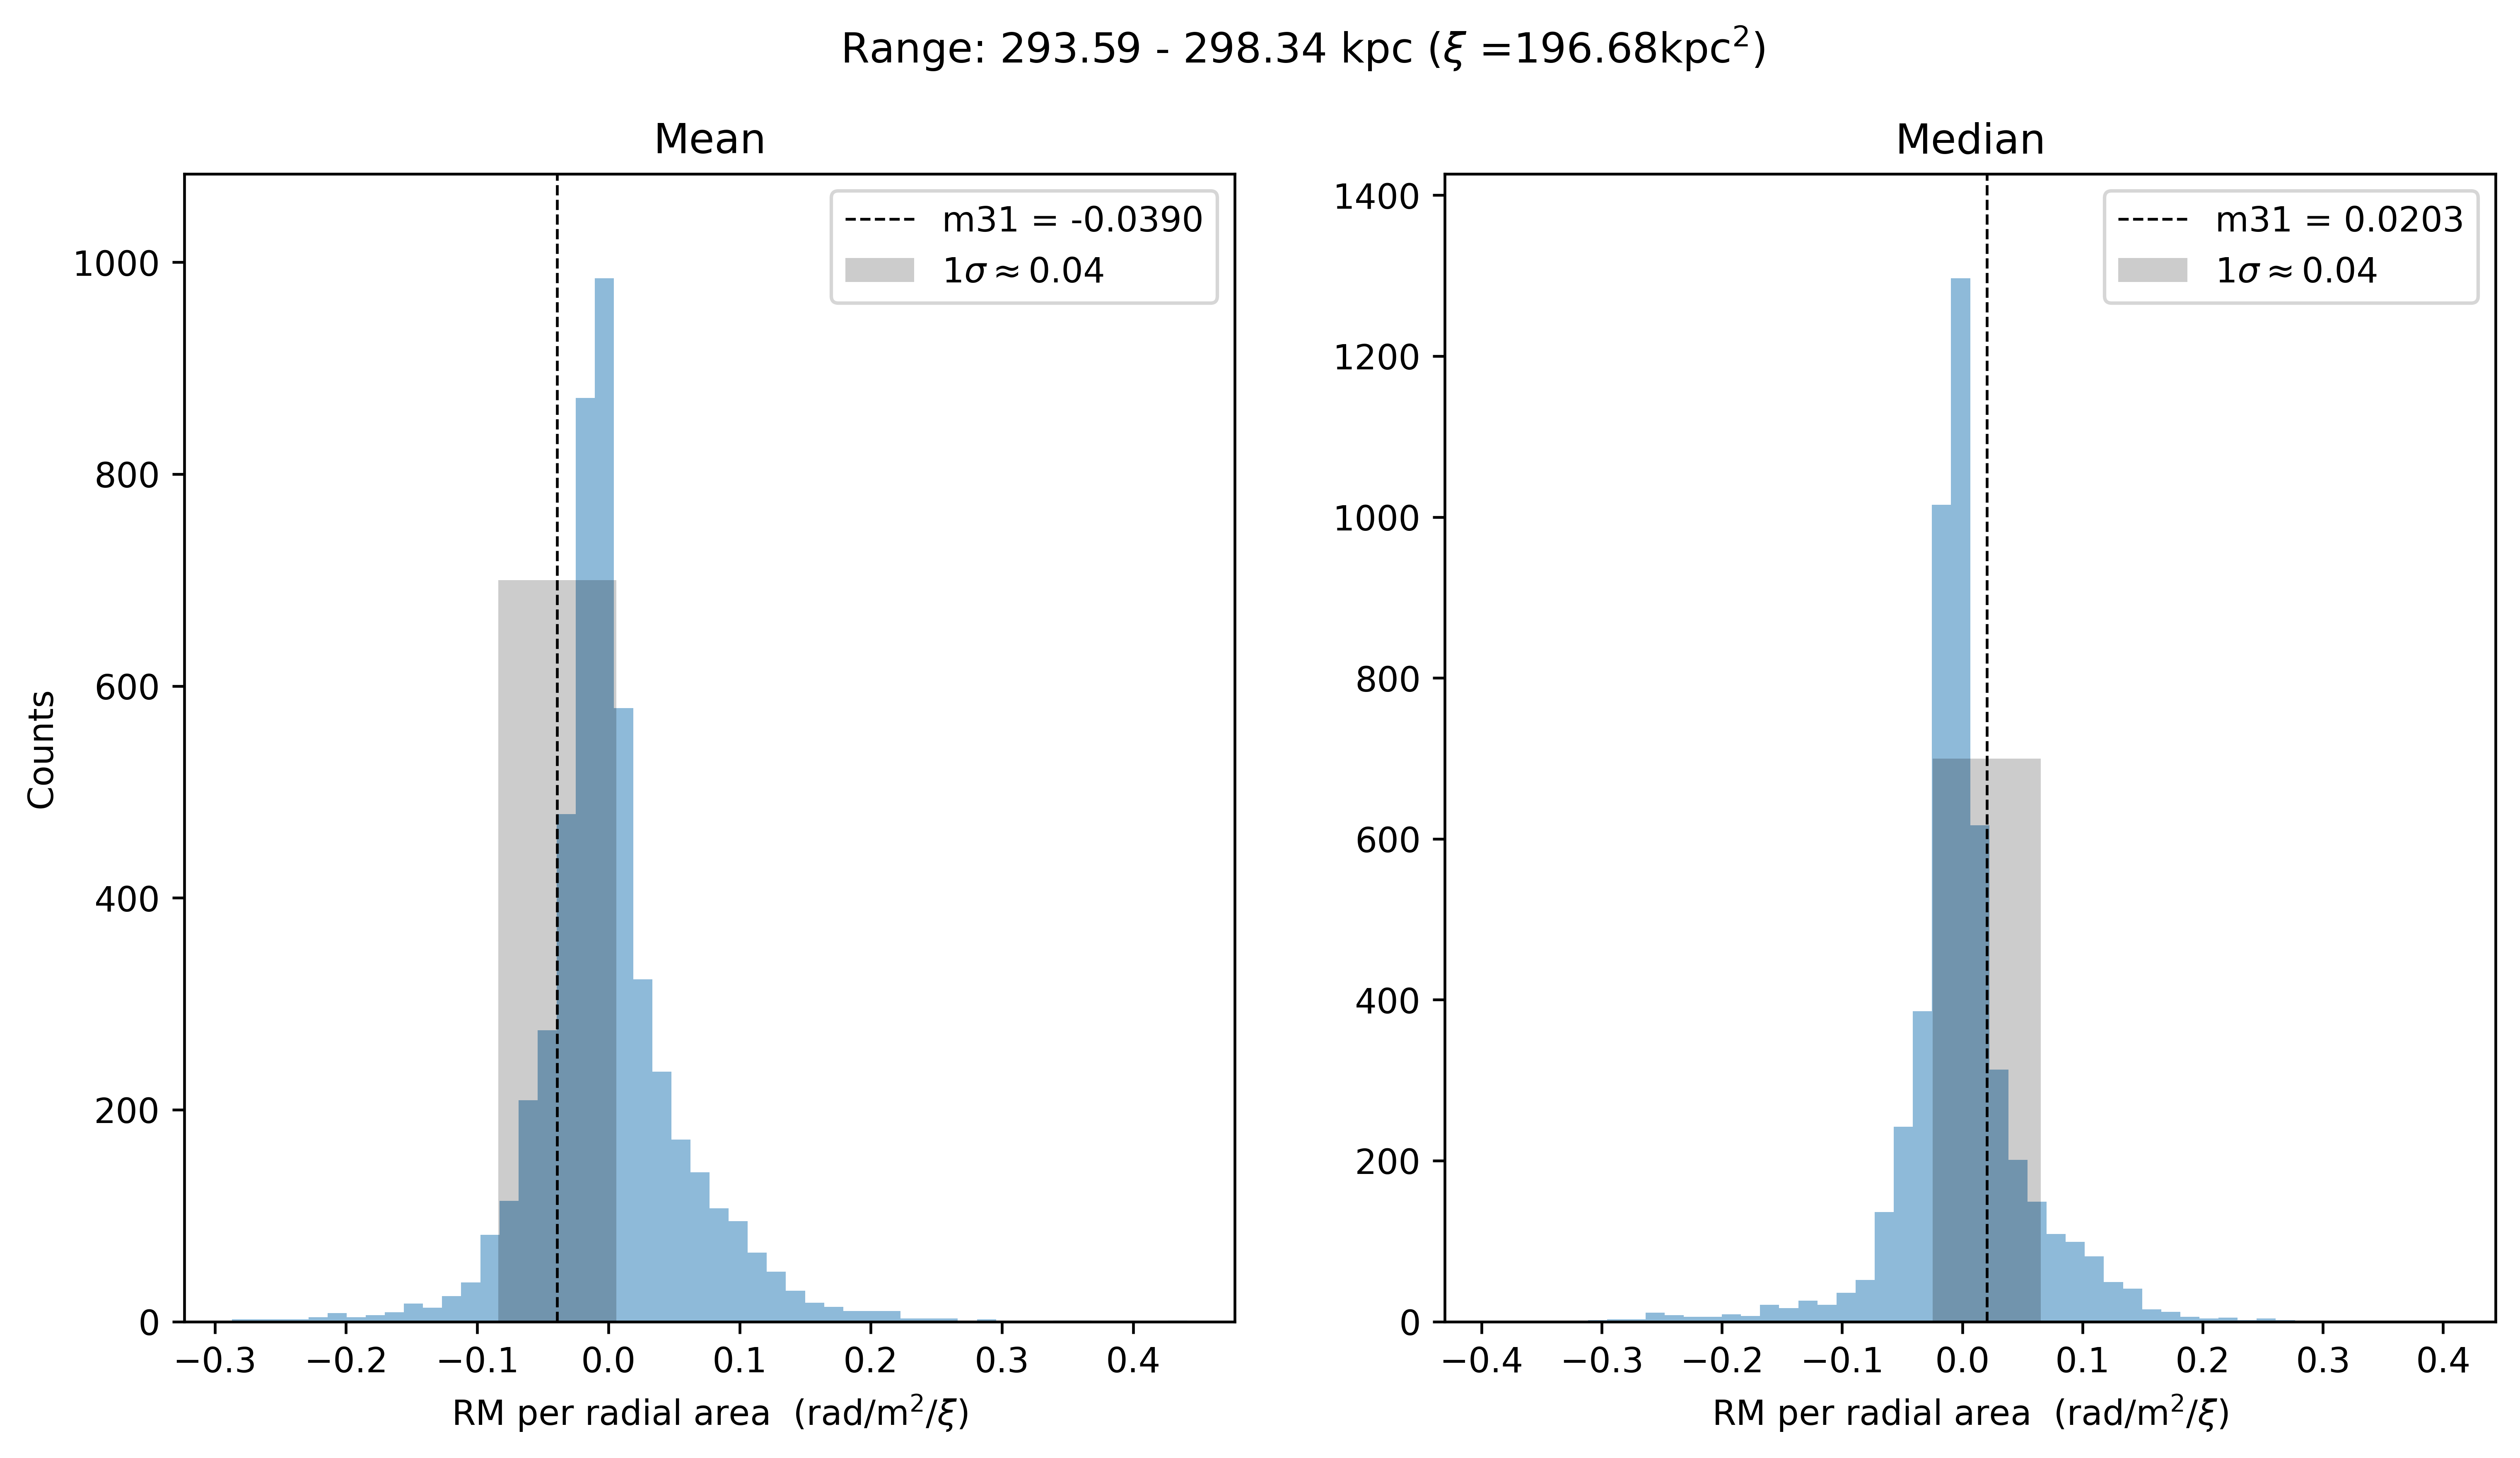 Range: 293.59 - 298.34 kpc (ξ =196.68kpc²)
Mean
m31 = -0.0390
1σ ≈ 0.04
1000
800
600
400
200
0
Counts
−0.3 −0.2 −0.1 0.0 0.1 0.2 0.3 0.4
RM per radial area (rad/m²/ξ)
Median
m31 = 0.0203
1σ ≈ 0.04
1400
1200
1000
800
600
400
200
0
−0.4 −0.3 −0.2 −0.1 0.0 0.1 0.2 0.3 0.4
RM per radial area (rad/m²/ξ)